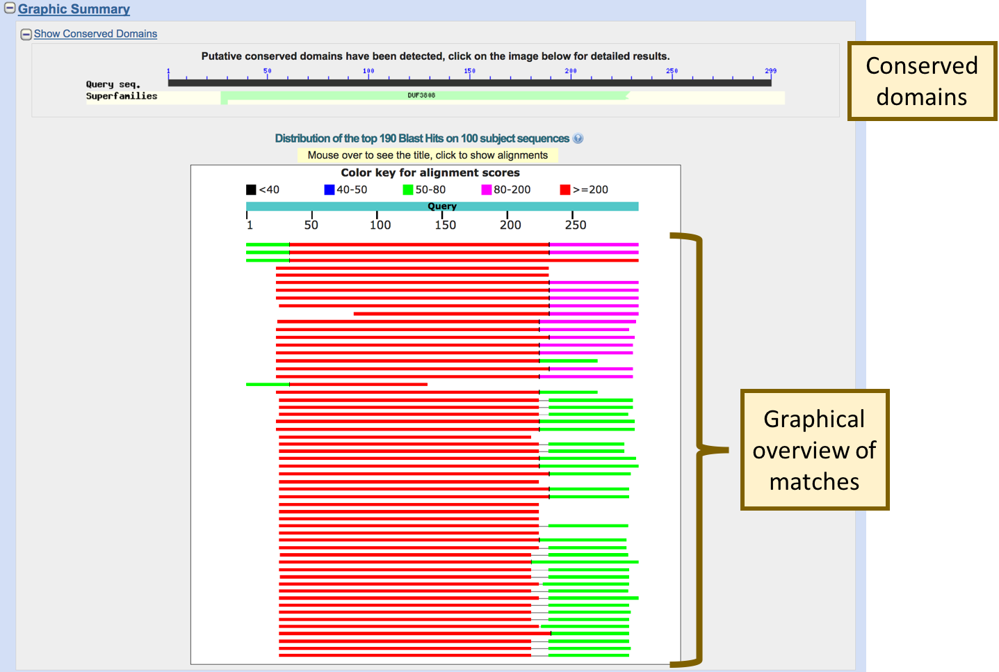 Graphic Summary
Show Conserved Domains
Putative conserved domains have been detected, click on the image below for detailed results.
1 50 100 150 200 250 299
Query seq.
Superfamilies DUF3808
Conserved
domains
Distribution of the top 190 Blast Hits on 100 subject sequences ?
Mouse over to see the title, click to show alignments
Color key for alignment scores
<40 40-50 50-80 80-200 >=200
Query
1 50 100 150 200 250
Graphical
overview of
matches